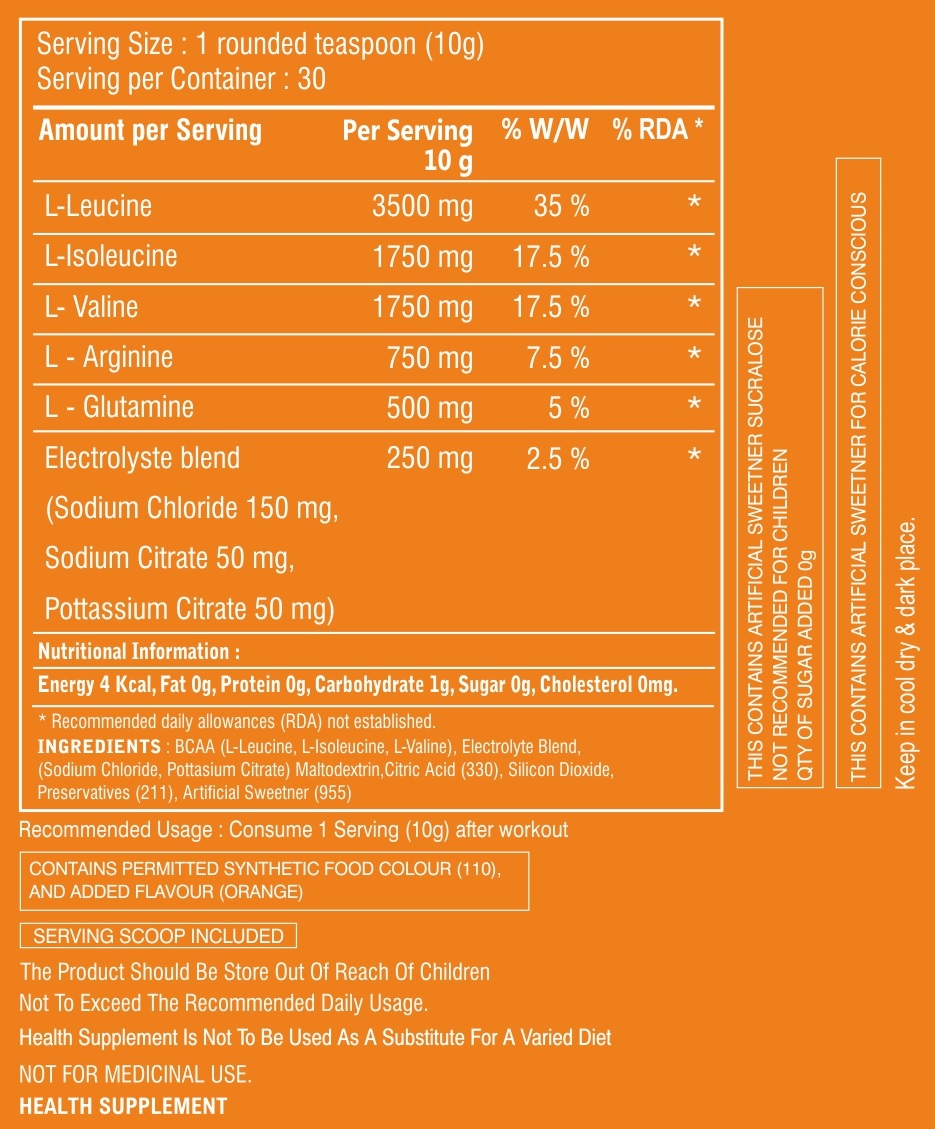 Serving Size : 1 rounded teaspoon (10g)
Serving per Container : 30
Amount per Serving Per Serving 10 g % W/W % RDA *
L-Leucine 3500 mg 35 % *
L-Isoleucine 1750 mg 17.5 % *
L- Valine 1750 mg 17.5 % *
L - Arginine 750 mg 7.5 % *
L - Glutamine 500 mg 5 % *
Electrolyste blend 250 mg 2.5 % *
(Sodium Chloride 150 mg,
Sodium Citrate 50 mg,
Pottassium Citrate 50 mg)
Nutritional Information :
Energy 4 Kcal, Fat 0g, Protein 0g, Carbohydrate 1g, Sugar 0g, Cholesterol 0mg.
* Recommended daily allowances (RDA) not established.
INGREDIENTS : BCAA (L-Leucine, L-Isoleucine, L-Valine), Electrolyte Blend,
(Sodium Chloride, Pottasium Citrate) Maltodextrin,Citric Acid (330), Silicon Dioxide,
Preservatives (211), Artificial Sweetner (955)
Recommended Usage : Consume 1 Serving (10g) after workout
CONTAINS PERMITTED SYNTHETIC FOOD COLOUR (110),
AND ADDED FLAVOUR (ORANGE)
SERVING SCOOP INCLUDED
The Product Should Be Store Out Of Reach Of Children
Not To Exceed The Recommended Daily Usage.
Health Supplement Is Not To Be Used As A Substitute For A Varied Diet
NOT FOR MEDICINAL USE.
HEALTH SUPPLEMENT
THIS CONTAINS ARTIFICIAL SWEETNER SUCRALOSE
NOT RECOMMENDED FOR CHILDREN
QTY OF SUGAR ADDED 0g
THIS CONTAINS ARTIFICIAL SWEETNER FOR CALORIE CONSCIOUS
Keep in cool dry & dark place.